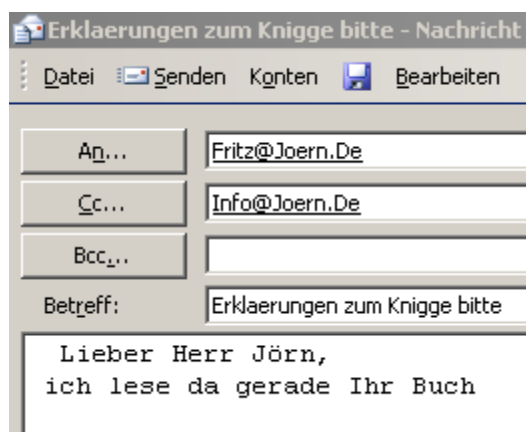 Erklaerungen zum Knigge bitte - Nachricht
Datei Senden Konten Bearbeiten
An... Fritz@Joern.De
Cc... Info@Joern.De
Bcc...
Betreff: Erklaerungen zum Knigge bitte
Lieber Herr Jörn,
ich lese da gerade Ihr Buch